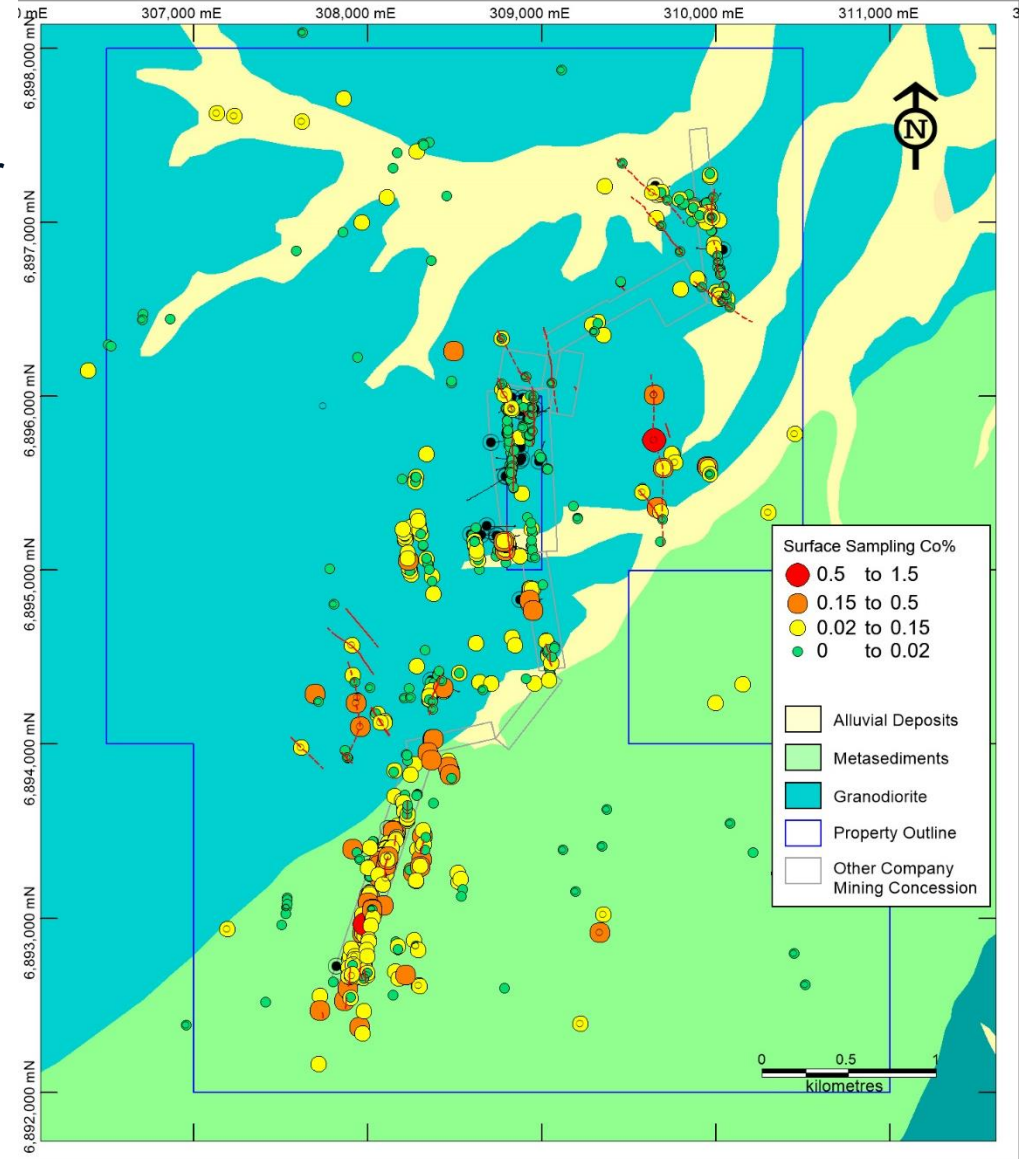 0 mE 307,000 mE 308,000 mE 309,000 mE 310,000 mE 311,000 mE 3
6,898,000 mN
N
6,897,000 mN
6,896,000 mN
6,895,000 mN
6,894,000 mN
6,893,000 mN
6,892,000 mN
Surface Sampling Co%
0.5 to 1.5
0.15 to 0.5
0.02 to 0.15
0 to 0.02
Alluvial Deposits
Metasediments
Granodiorite
Property Outline
Other Company
Mining Concession
0 0.5 1
kilometres